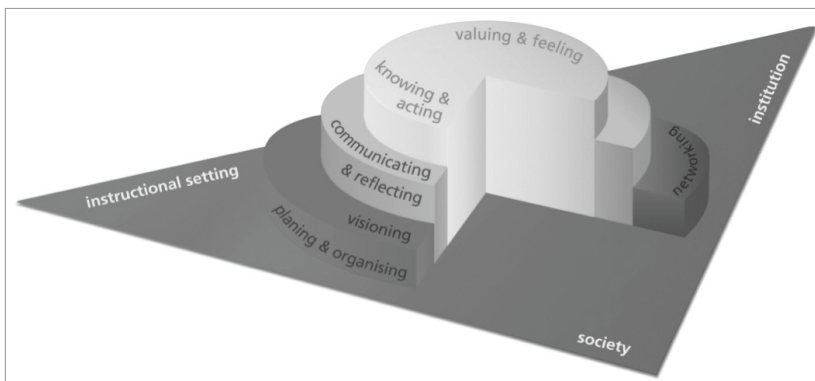 valuing & feeling
knowing &
acting
communicating
& reflecting
visioning
planing & organising
networking
instructional setting
institution
society